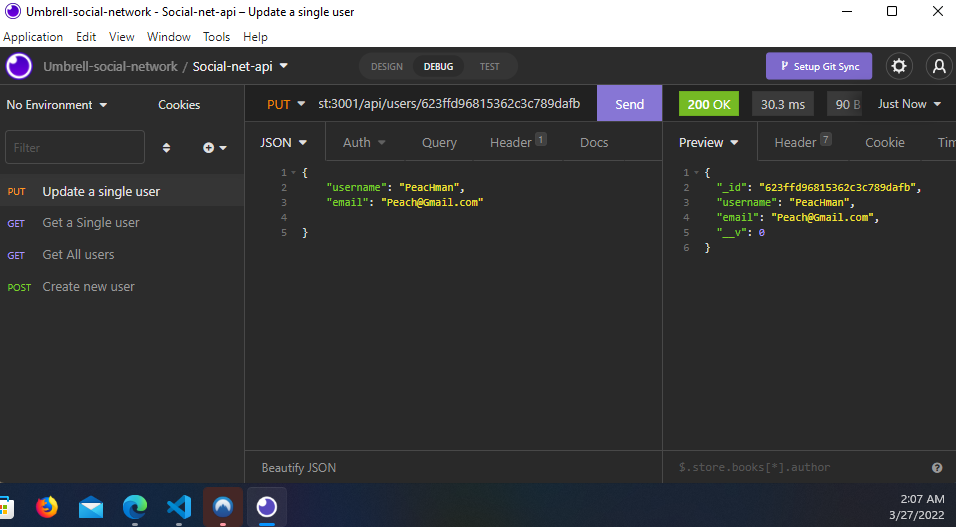 Umbrell-social-network - Social-net-api – Update a single user
Application Edit View Window Tools Help
Umbrell-social-network / Social-net-api
DESIGN DEBUG TEST
Setup Git Sync
No Environment Cookies
PUT st:3001/api/users/623ffd96815362c3c789dafb Send
200 OK 30.3 ms 90 B Just Now
Filter
JSON Auth Query Header 1 Docs
Preview Header 7 Cookie Tim
PUT Update a single user
GET Get a Single user
GET Get All users
POST Create new user
1 {
2 "username": "PeacHman",
3 "email": "Peach@Gmail.com"
4
5 }
1 {
2 "_id": "623ffd96815362c3c789dafb",
3 "username": "PeacHman",
4 "email": "Peach@Gmail.com",
5 "__v": 0
6 }
Beautify JSON
$.store.books[*].author
2:07 AM
3/27/2022